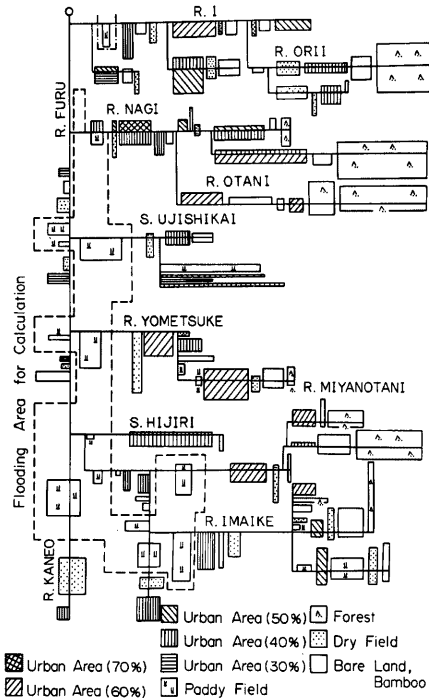 R. I
R. ORII
R. FURU
R. NAGI
R. OTANI
S. UJISHIKAI
Flooding Area for Calculation
R. YOMETSUKE
R. MIYANOTANI
S. HIJIRI
R. IMAIKE
R. KANEO
Urban Area (50%)
Forest
Urban Area (40%)
Dry Field
Urban Area (70%)
Urban Area (30%)
Bare Land, Bamboo
Urban Area (60%)
Paddy Field